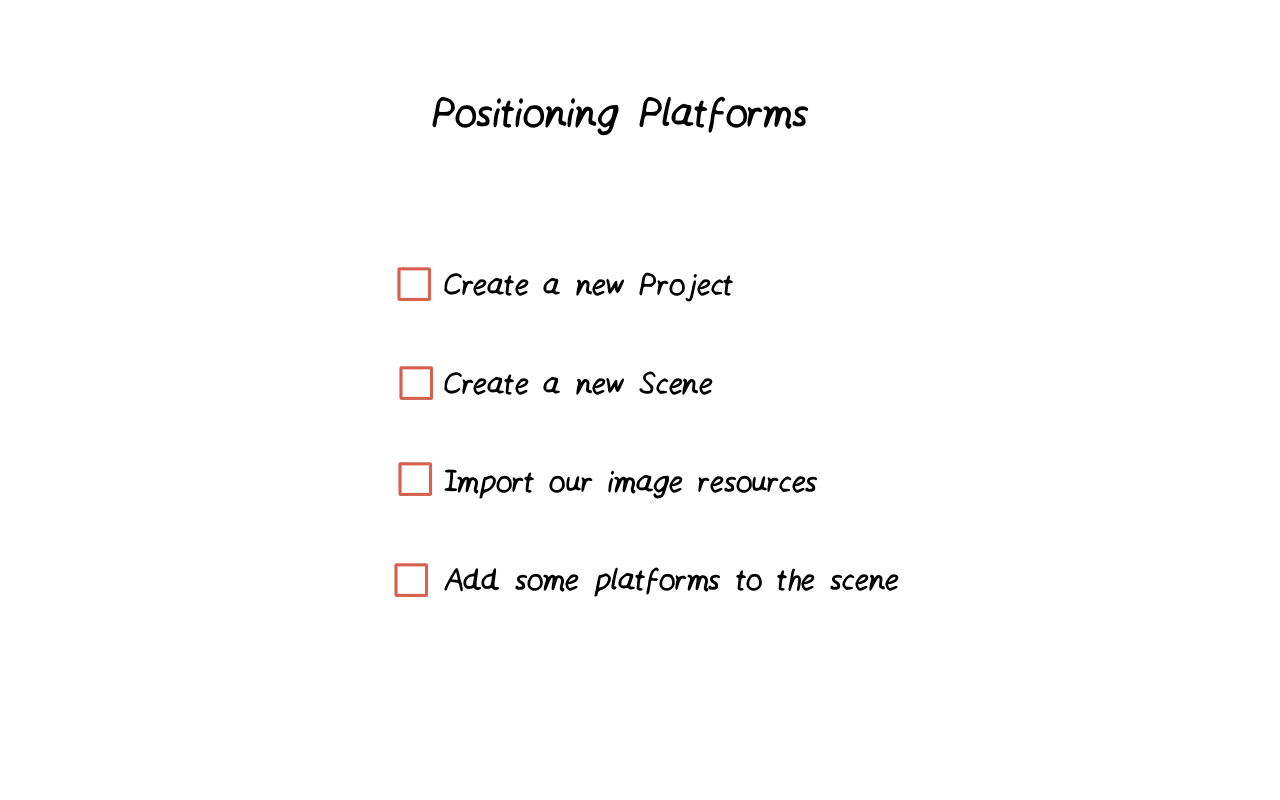 Positioning Platforms
Create a new Project
Create a new Scene
Import our image resources
Add some platforms to the scene